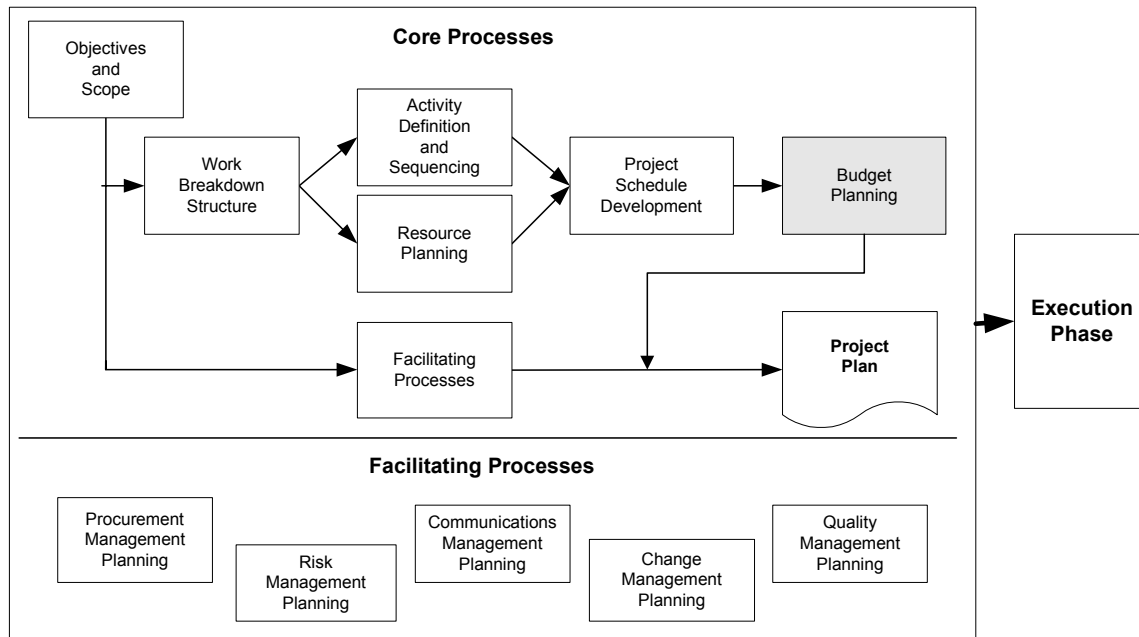 Core Processes
Objectives
and
Scope
Work
Breakdown
Structure
Activity
Definition
and
Sequencing
Resource
Planning
Project
Schedule
Development
Budget
Planning
Facilitating
Processes
Project
Plan
Execution
Phase
Facilitating Processes
Procurement
Management
Planning
Risk
Management
Planning
Communications
Management
Planning
Change
Management
Planning
Quality
Management
Planning